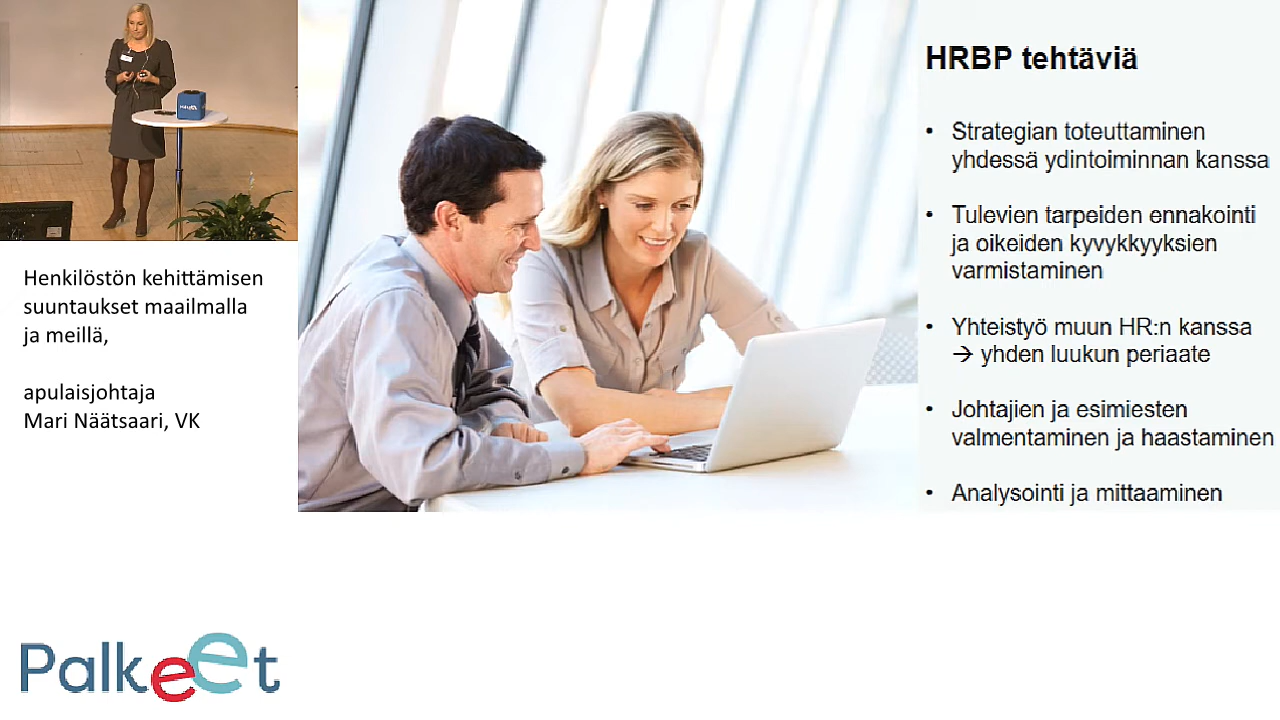 Henkilöstön kehittämisen
suuntaukset maailmalla
ja meillä,
apulaisjohtaja
Mari Näätsaari, VK
HRBP tehtäviä
• Strategian toteuttaminen
yhdessä ydintoiminnan kanssa
• Tulevien tarpeiden ennakointi
ja oikeiden kyvykkyyksien
varmistaminen
• Yhteistyö muun HR:n kanssa
→ yhden luukun periaate
• Johtajien ja esimiesten
valmentaminen ja haastaminen
• Analysointi ja mittaaminen
Palkeet